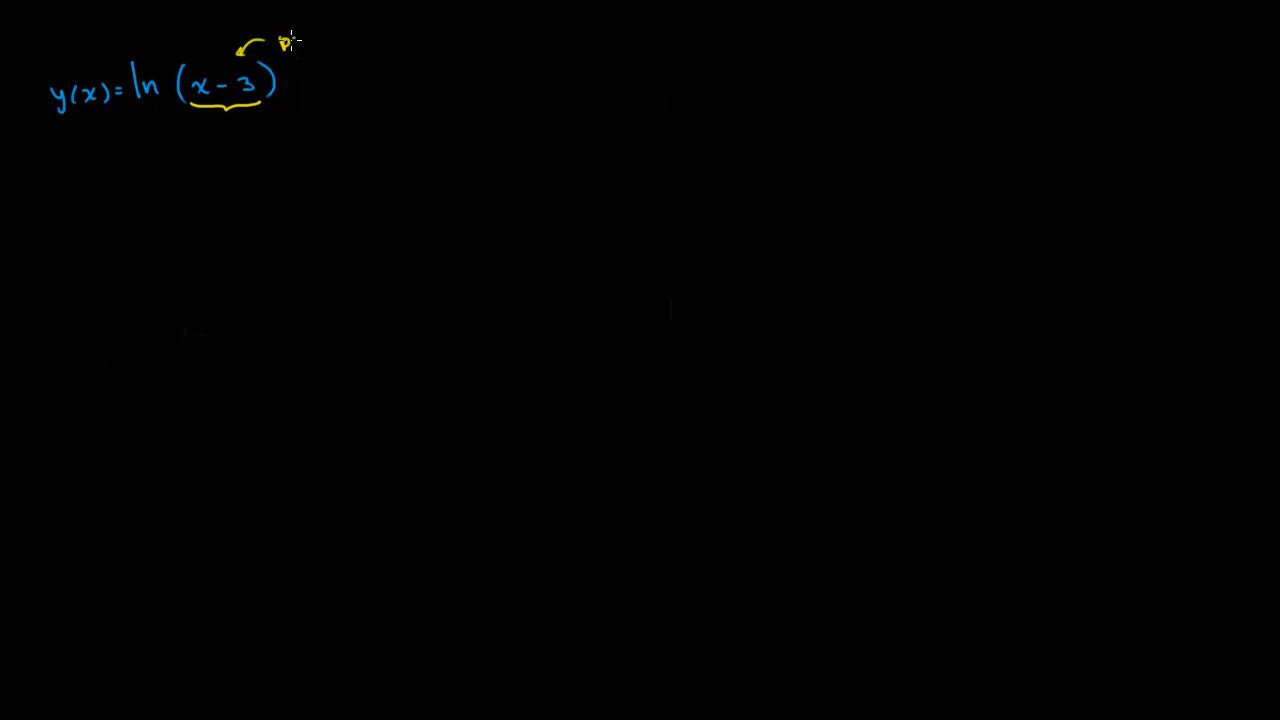 y(x) = ln (x - 3)